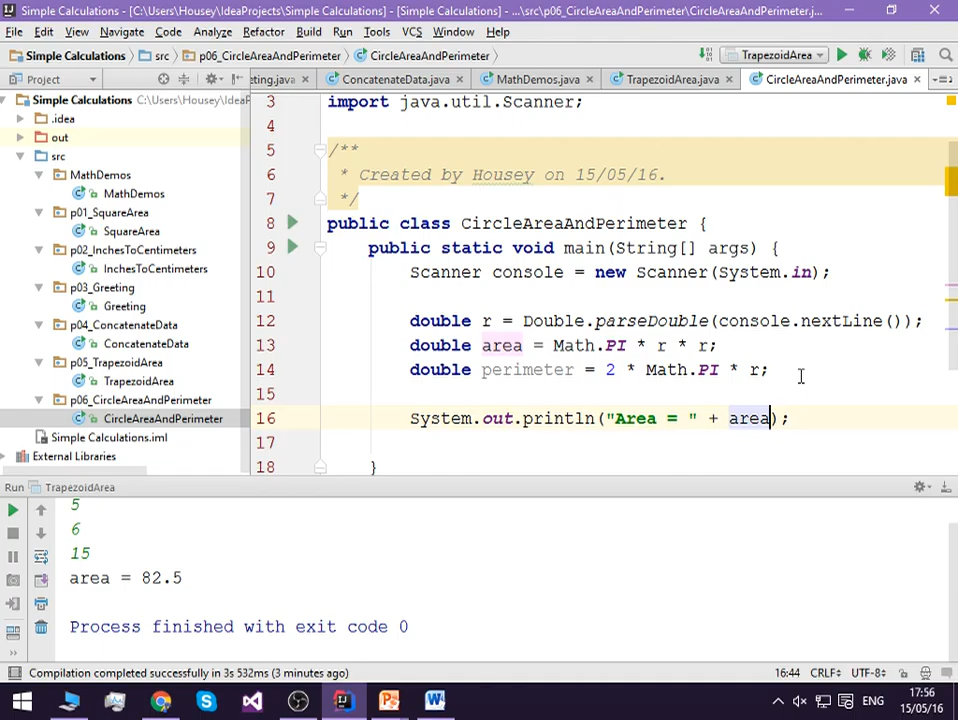 Simple Calculations - [C:\Users\Housey\IdeaProjects\Simple Calculations] - [Simple Calculations] - ...\src\p06_CircleAreaAndPerimeter\CircleAreaAndPerimeter.j...
File Edit View Navigate Code Analyze Refactor Build Run Tools VCS Window Help
Simple Calculations src p06_CircleAreaAndPerimeter CircleAreaAndPerimeter TrapezoidArea
Project eting.java ConcatenateData.java MathDemos.java TrapezoidArea.java CircleAreaAndPerimeter.java
Simple Calculations C:\Users\Housey\IdeaP
.idea
out
src
MathDemos
MathDemos
p01_SquareArea
SquareArea
p02_InchesToCentimeters
InchesToCentimeters
p03_Greeting
Greeting
p04_ConcatenateData
ConcatenateData
p05_TrapezoidArea
TrapezoidArea
p06_CircleAreaAndPerimeter
CircleAreaAndPerimeter
Simple Calculations.iml
External Libraries
3 import java.util.Scanner;
4
5 /**
6 * Created by Housey on 15/05/16.
7 */
8 public class CircleAreaAndPerimeter {
9 public static void main(String[] args) {
10 Scanner console = new Scanner(System.in);
11
12 double r = Double.parseDouble(console.nextLine());
13 double area = Math.PI * r * r;
14 double perimeter = 2 * Math.PI * r;
15
16 System.out.println("Area = " + area);
17
18 }
Run TrapezoidArea
5
6
15
area = 82.5
Process finished with exit code 0
Compilation completed successfully in 3s 532ms (3 minutes ago) 16:44 CRLF UTF-8
ENG 17:56
15/05/16